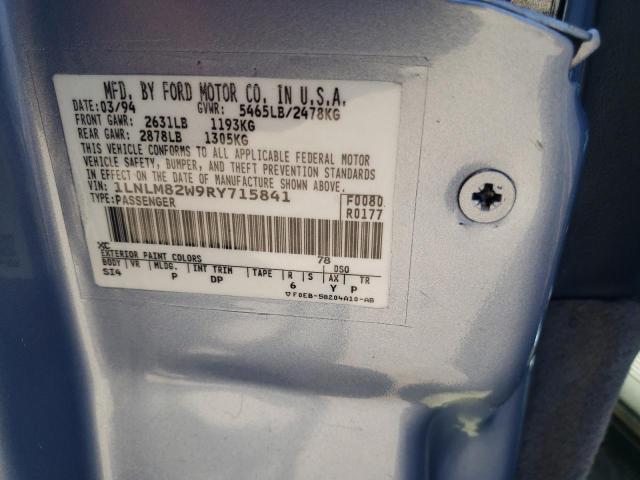 MFD. BY FORD MOTOR CO. IN U.S.A.
DATE: 03/94 GVWR: 5465LB/2478KG
FRONT GAWR: 2631LB 1193KG
REAR GAWR: 2878LB 1305KG
THIS VEHICLE CONFORMS TO ALL APPLICABLE FEDERAL MOTOR
VEHICLE SAFETY, BUMPER, AND THEFT PREVENTION
STANDARDS IN EFFECT ON THE DATE OF MANUFACTURE
SHOWN ABOVE.
VIN: 1LNLM82W9RY715841
TYPE: PASSENGER
F0080
R0177
XC 78
EXTERIOR PAINT COLORS DSO
BODY VR MLDG. INT TRIM TAPE R S AX TR
SI4 P DP 6 Y P
▽F0EB-58204A10-AB